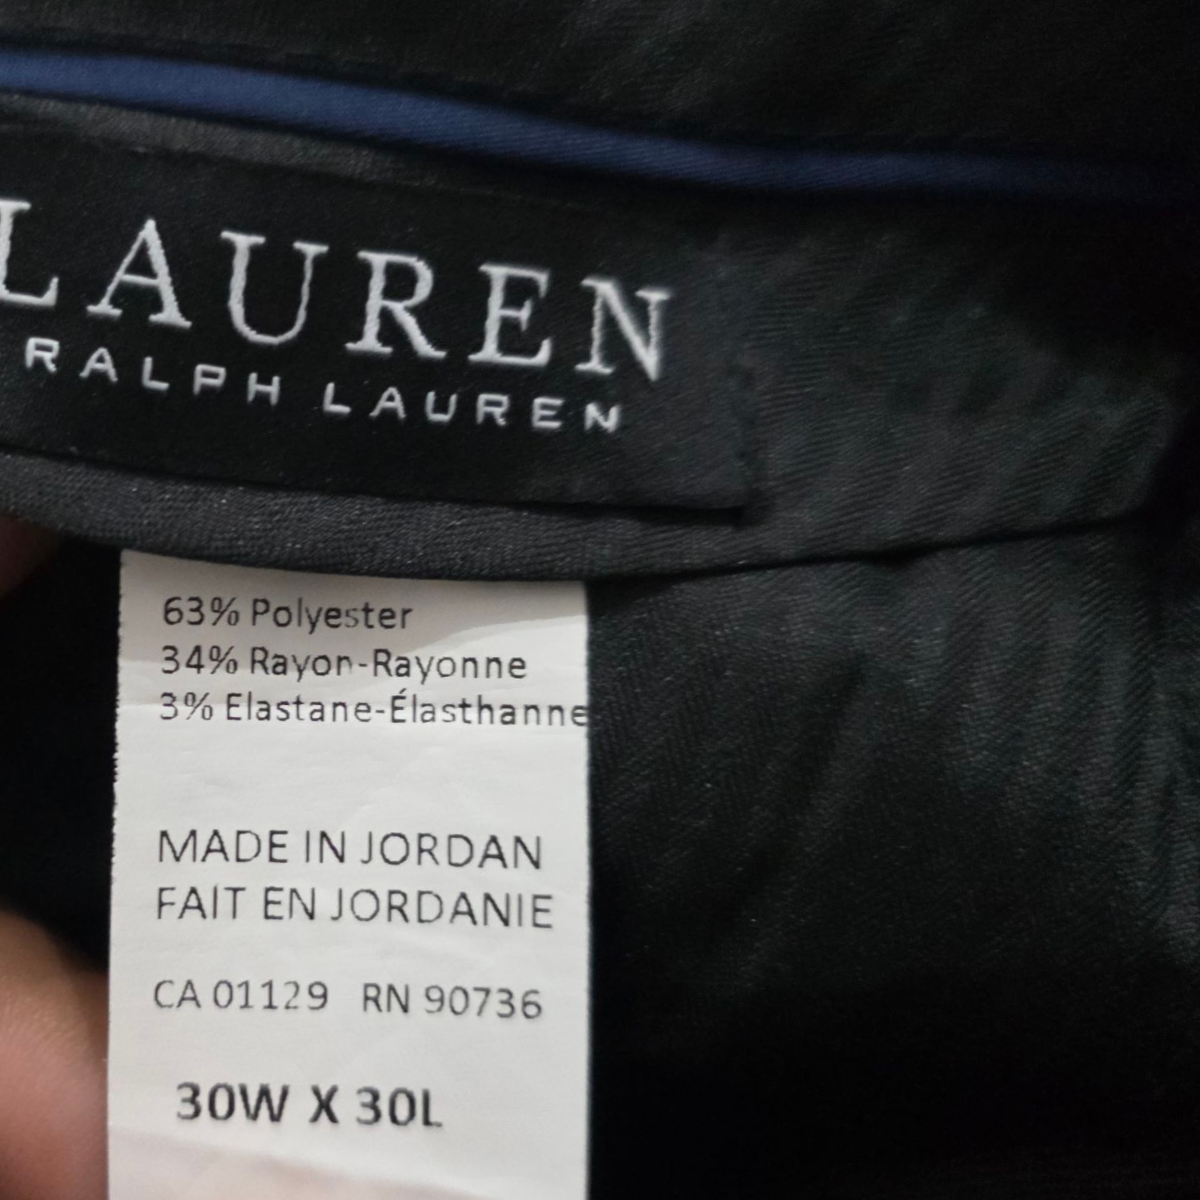 LAUREN
RALPH LAUREN
63% Polyester
34% Rayon-Rayonne
3% Elastane-Élasthanne
MADE IN JORDAN
FAIT EN JORDANIE
CA 01129 RN 90736
30W X 30L